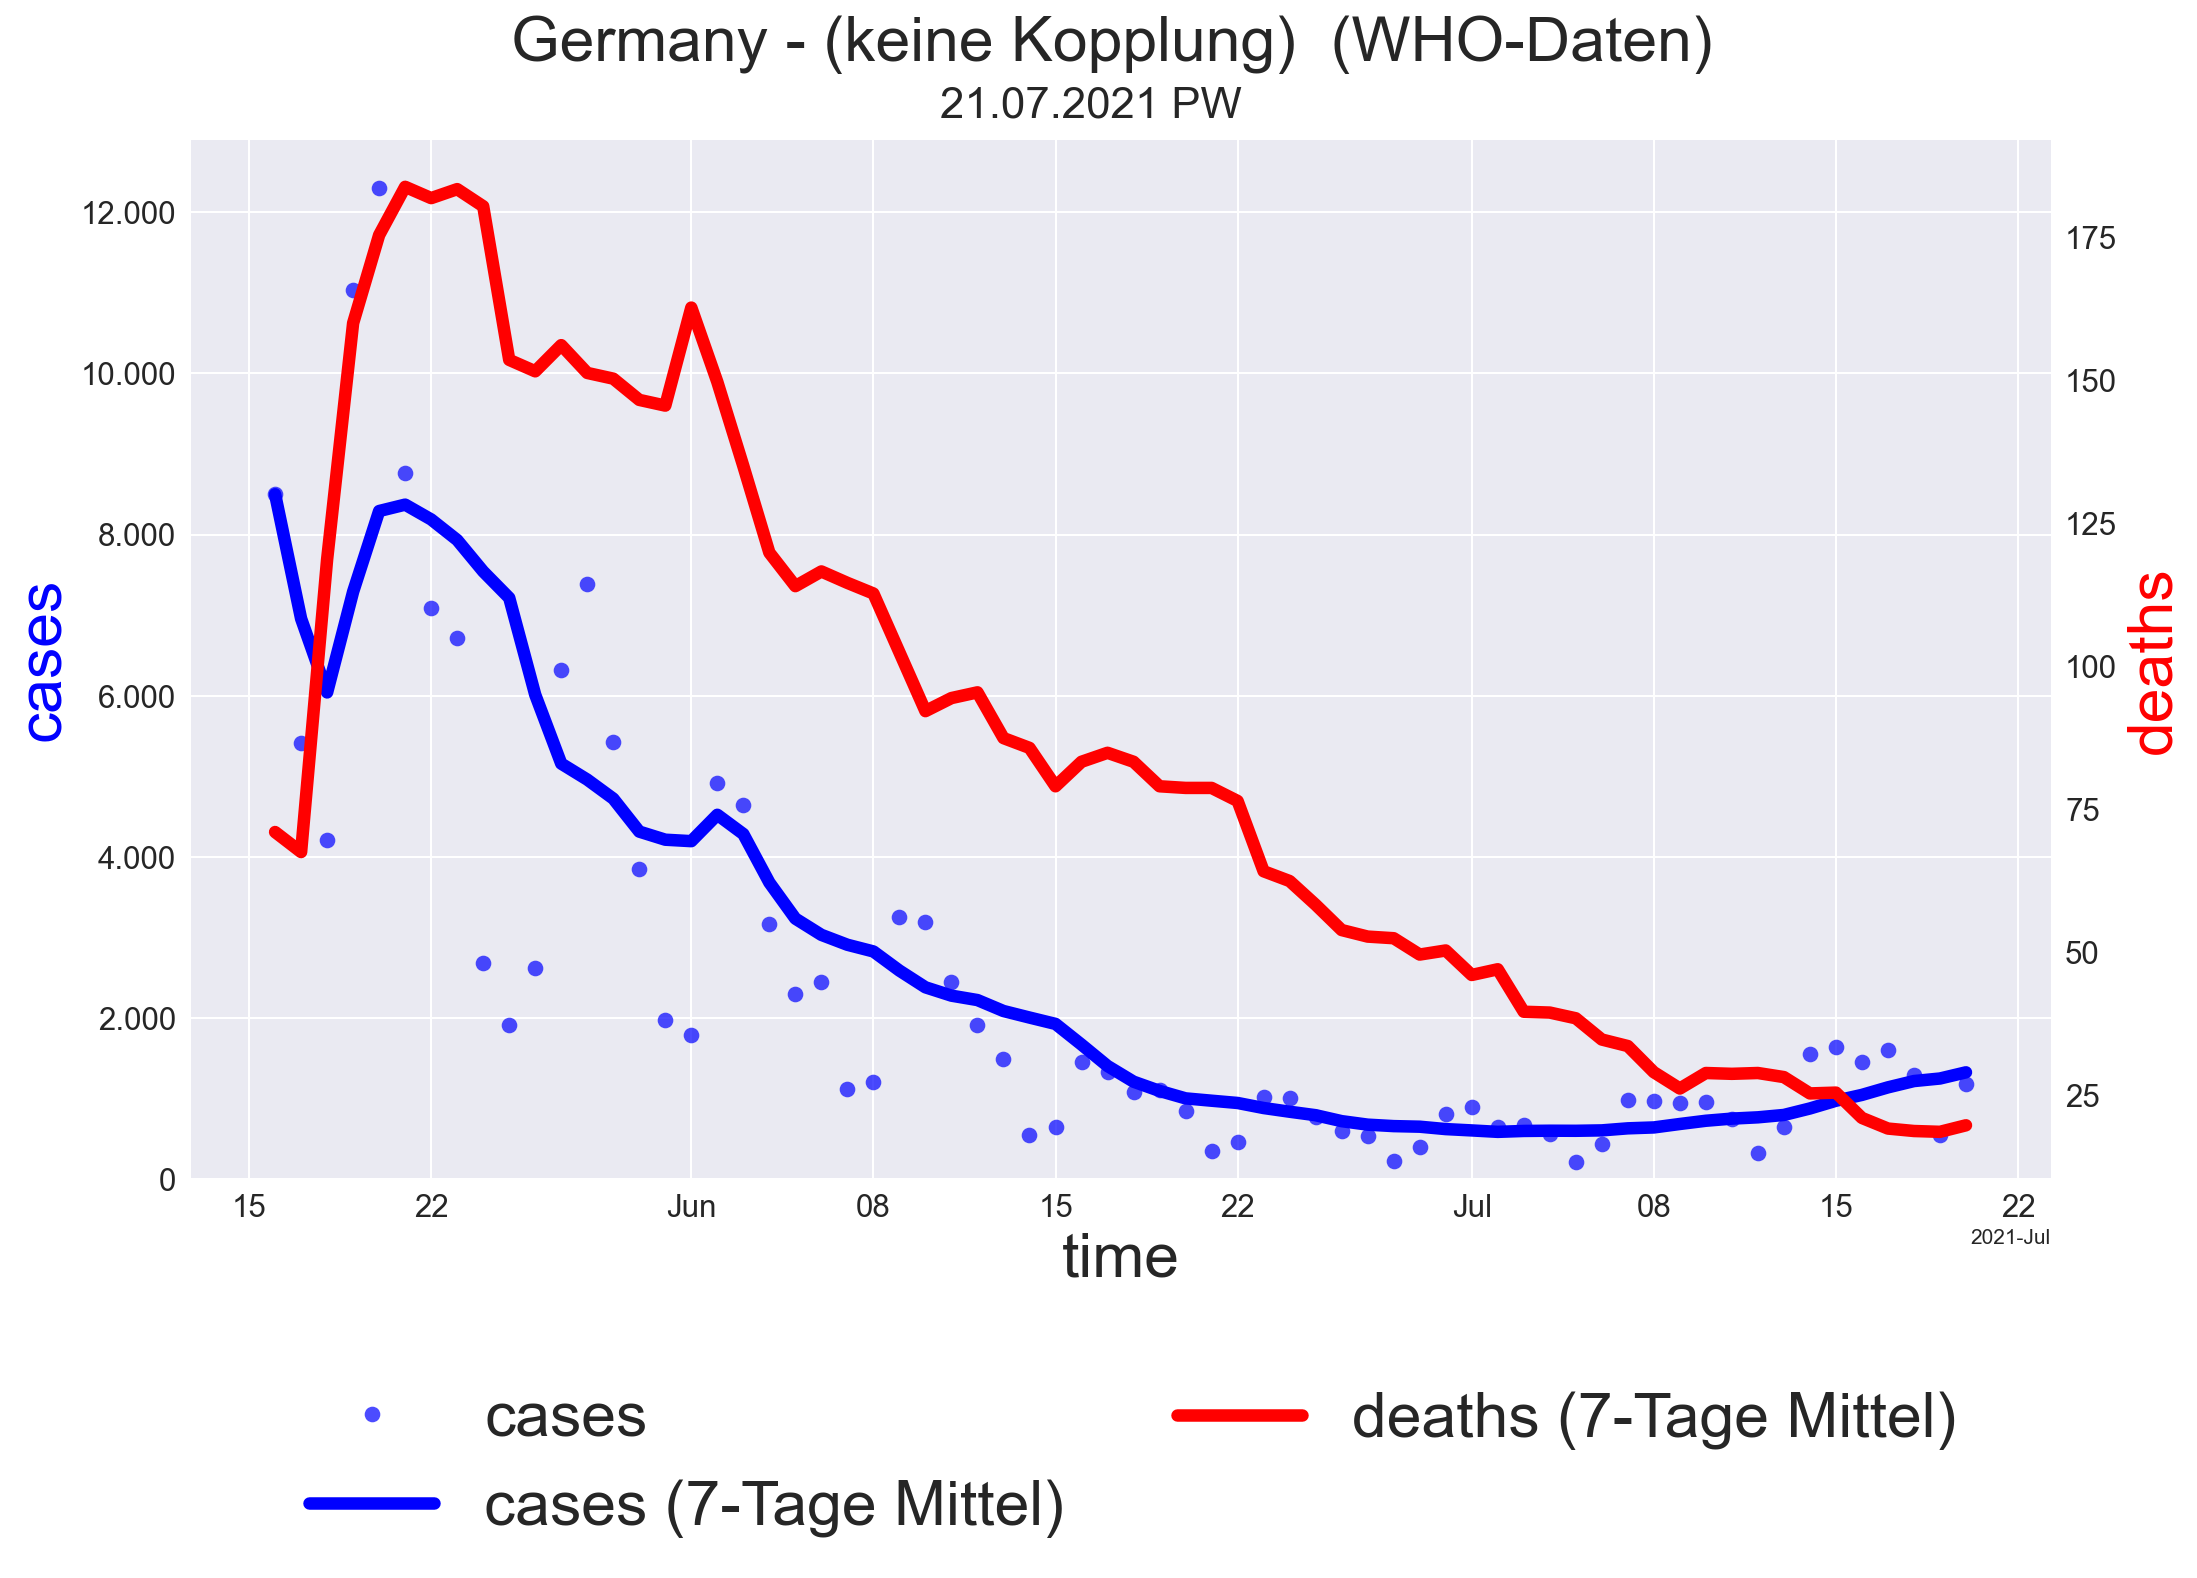 Germany - (keine Kopplung)  (WHO-Daten)
21.07.2021 PW
cases
12.000
10.000
8.000
6.000
4.000
2.000
0
175
150
125
100
75
50
25
deaths
15 22 Jun 08 15 22 Jul 08 15 22
2021-Jul
time
cases
cases (7-Tage Mittel)
deaths (7-Tage Mittel)